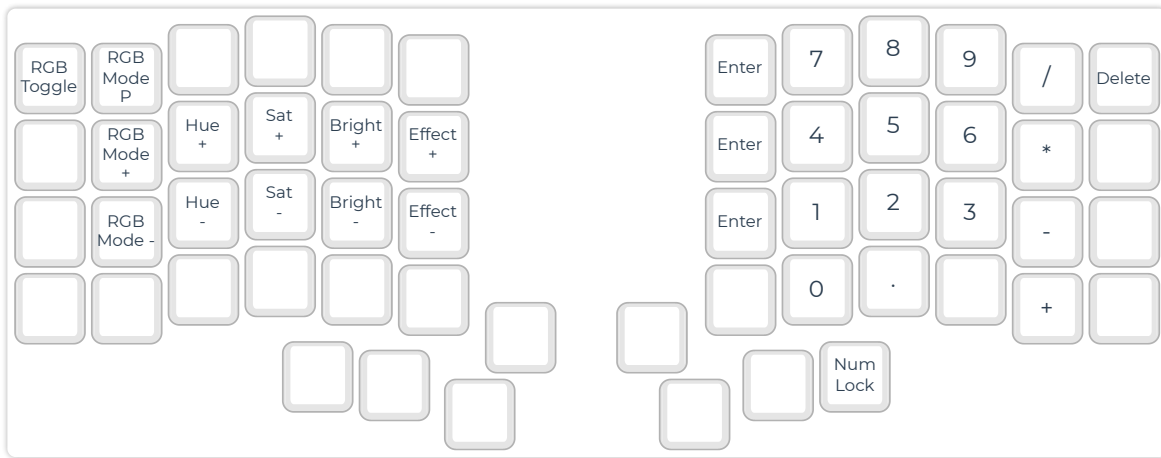 RGB
Toggle
RGB
Mode
P
Enter
7
8
9
/
Delete
RGB
Mode
+
Hue
+
Sat
+
Bright
+
Effect
+
Enter
4
5
6
*
RGB
Mode -
Hue
-
Sat
-
Bright
-
Effect
-
Enter
1
2
3
-
0
.
+
Num
Lock